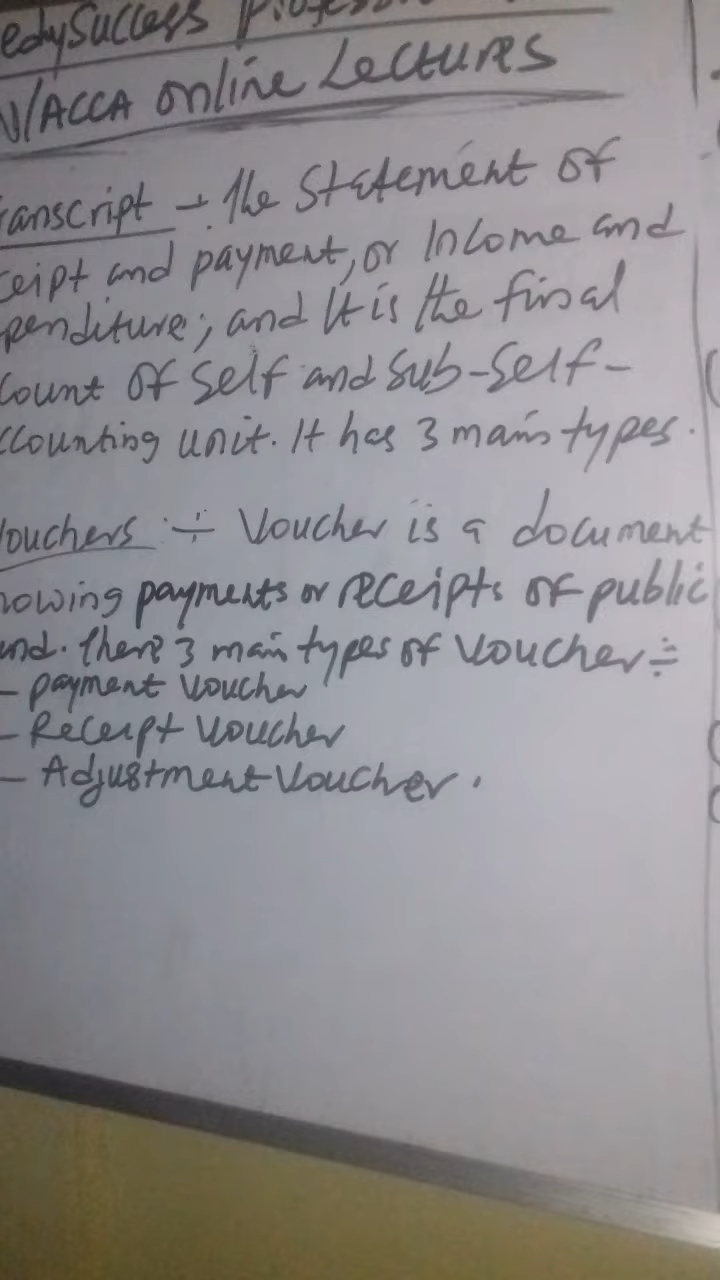 edySuccess
N/ACCA online Lectures
anscript → The Statement of
ceipt and payment, or Income and
penditure; and It is the final
count of Self and Sub-Self-
ccounting unit. It has 3 main types.
ouchers :÷ Voucher is a document
howing payments or receipts of public
und. there 3 main types of Voucher ÷
- payment Voucher
- Receipt Voucher
- Adjustment Voucher.